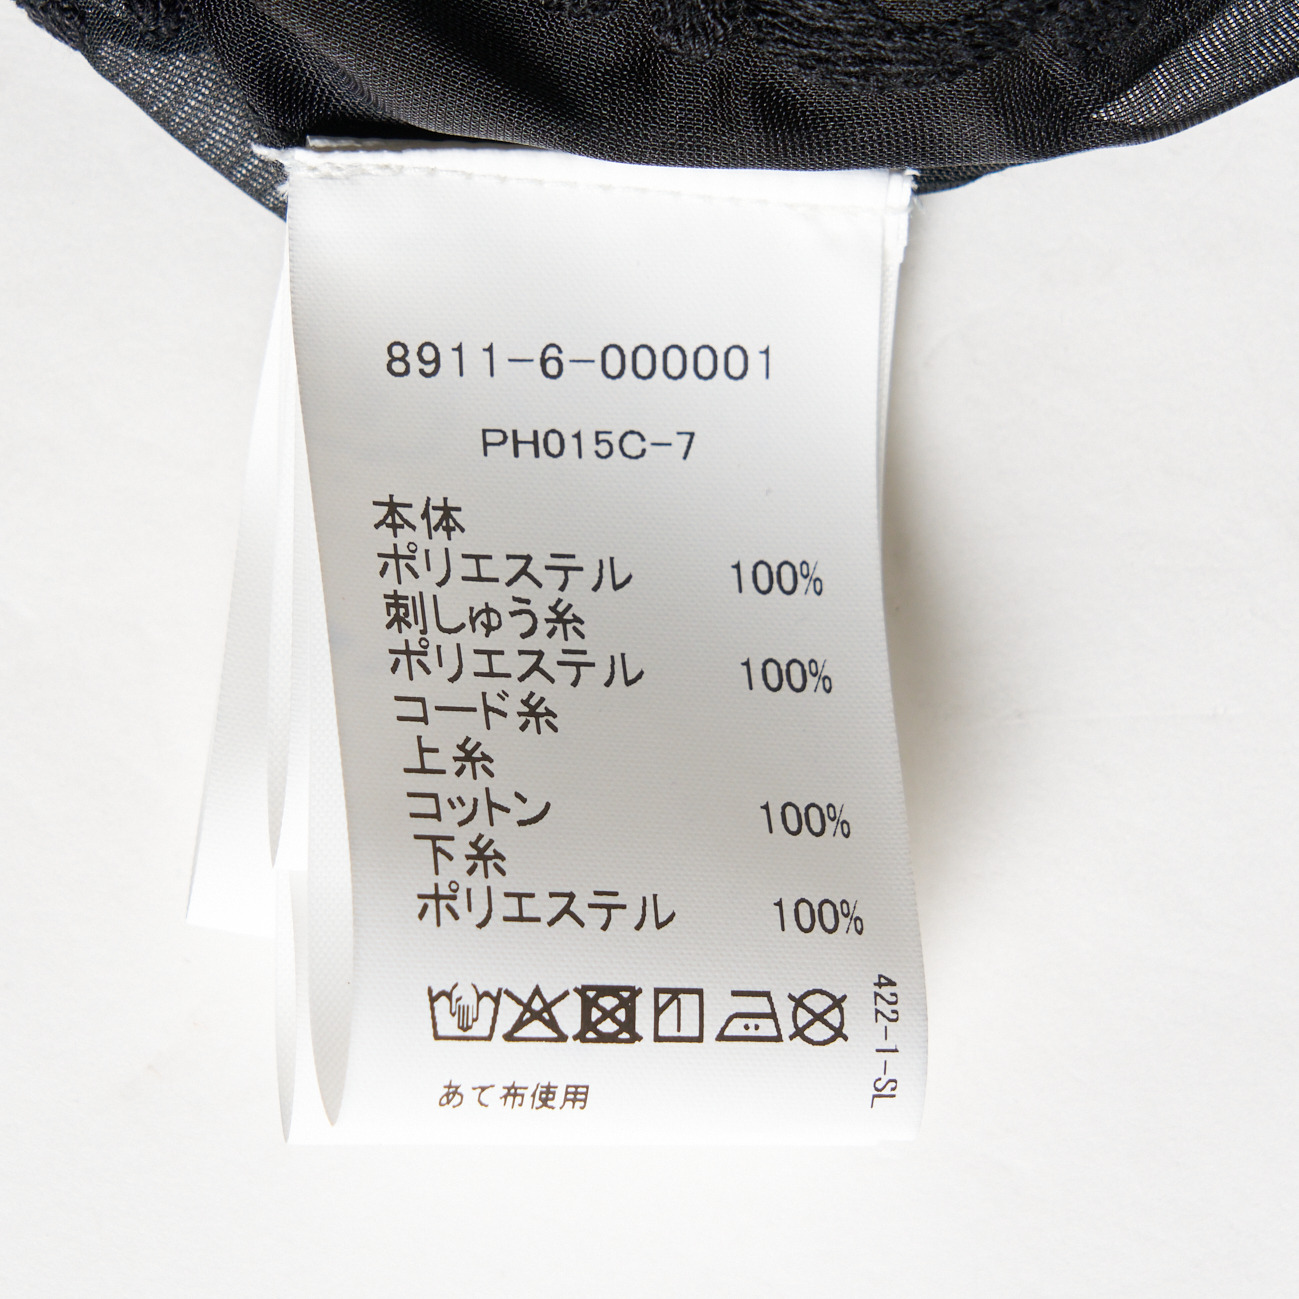 8911-6-000001
PH015C-7
本体
ポリエステル 100%
刺しゅう糸
ポリエステル 100%
コード糸
上糸
コットン 100%
下糸
ポリエステル 100%
422-1-SL
あて布使用